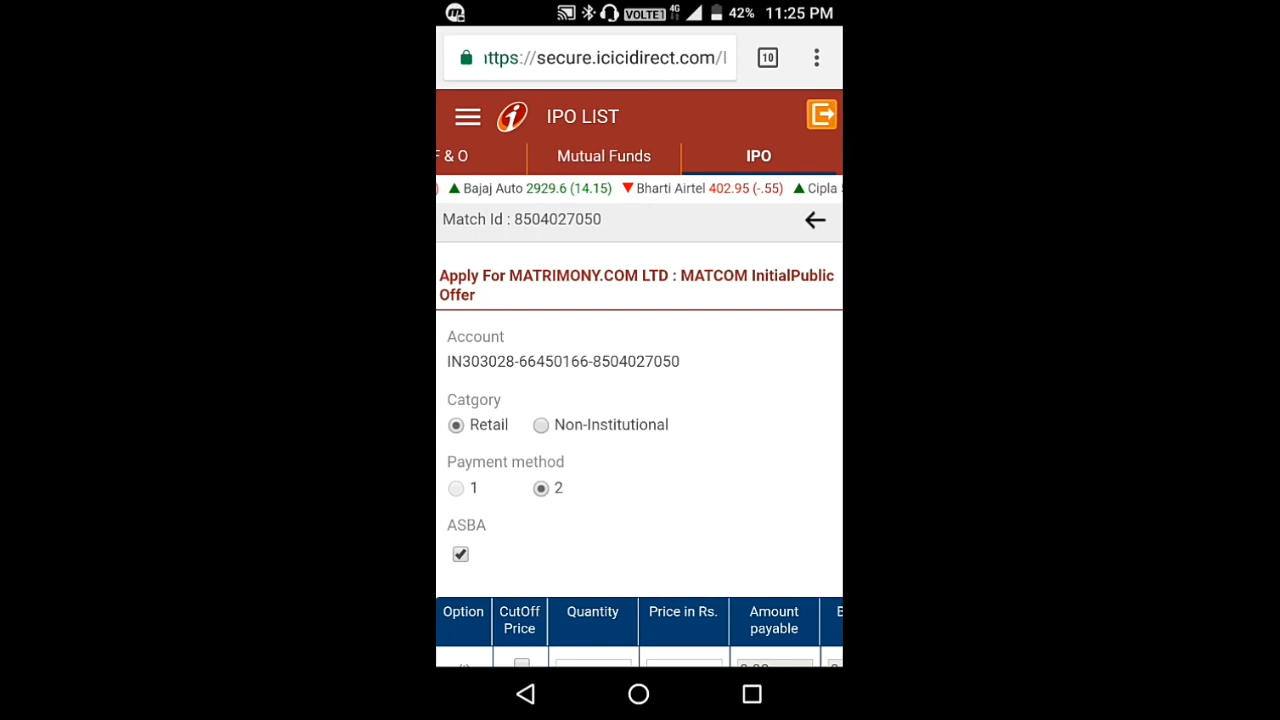 VOLTE1 4G 42% 11:25 PM
https://secure.icicidirect.com/I
10
IPO LIST
F & O Mutual Funds IPO
) Bajaj Auto 2929.6 (14.15) Bharti Airtel 402.95 (-.55) Cipla
Match Id : 8504027050
Apply For MATRIMONY.COM LTD : MATCOM InitialPublic
Offer
Account
IN303028-66450166-8504027050
Catgory
Retail Non-Institutional
Payment method
1 2
ASBA
Option CutOff Price Quantity Price in Rs. Amount payable